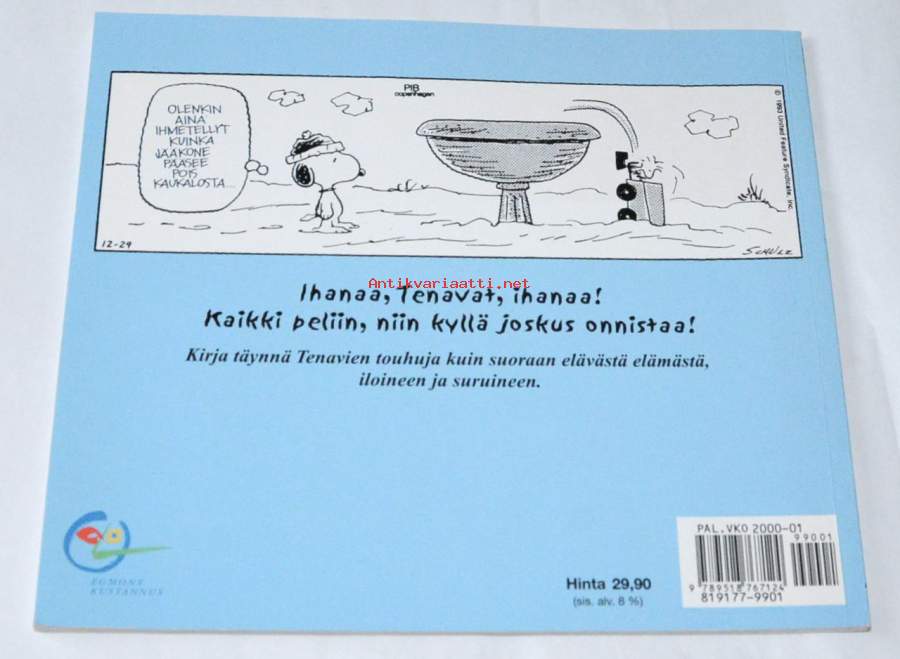 OLENKIN
AINA
IHMETELLYT
KUINKA
JÄÄKONE
PÄÄSEE
POIS
KAUKALOSTA...
PIB
copenhagen
© 1993 United Feature Syndicate, Inc.
12-29
SCHULZ
Antikvariaatti.net
Ihanaa, Tenavat, ihanaa!
Kaikki peliin, niin kyllä joskus onnistaa!
Kirja täynnä Tenavien touhuja kuin suoraan elävästä elämästä,
iloineen ja suruineen.
EGMONT
KUSTANNUS
Hinta 29,90
(sis. alv. 8 %)
PAL.VKO 2000-01
99001
9 789518 767124
819177-9901